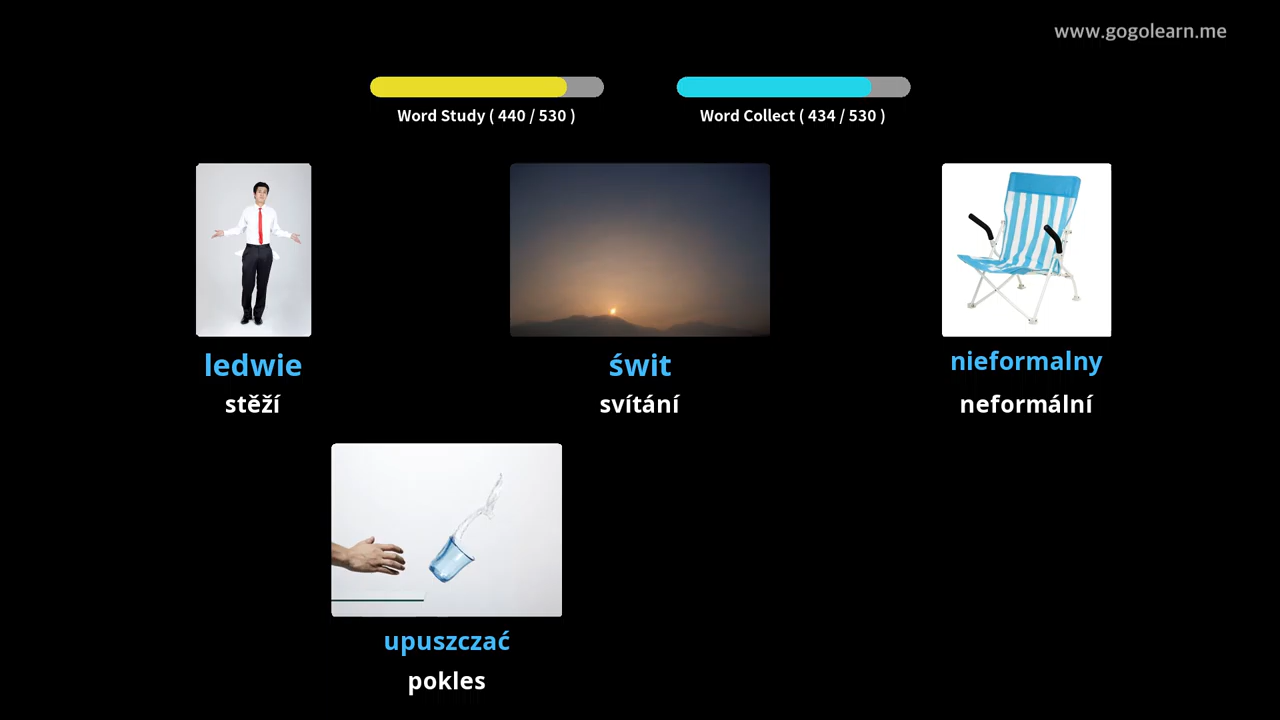 www.gogolearn.me
Word Study ( 440 / 530 )
Word Collect ( 434 / 530 )
ledwie
stěží
świt
svítání
nieformalny
neformální
upuszczać
pokles